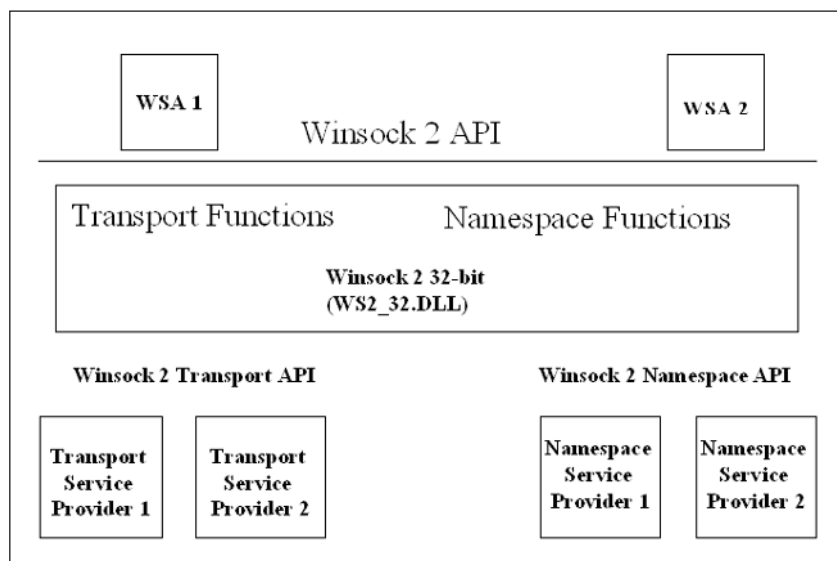 WSA 1
WSA 2
Winsock 2 API
Transport Functions
Namespace Functions
Winsock 2 32-bit
(WS2_32.DLL)
Winsock 2 Transport API
Winsock 2 Namespace API
Transport
Service
Provider 1
Transport
Service
Provider 2
Namespace
Service
Provider 1
Namespace
Service
Provider 2